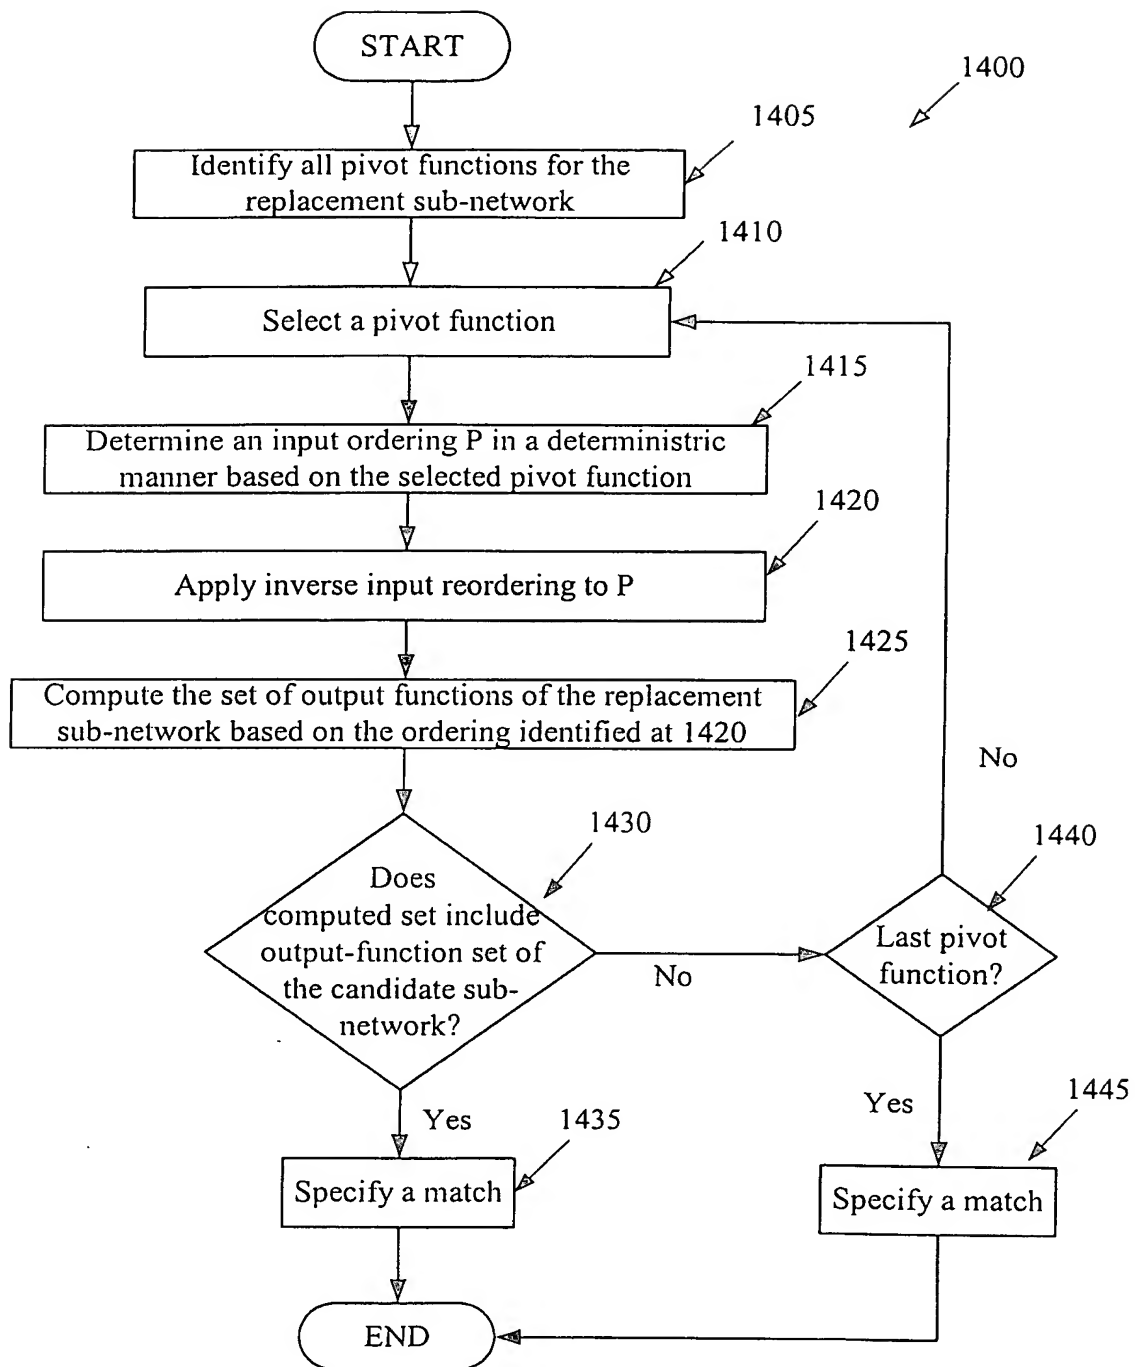 START
1400
1405
Identify all pivot functions for the
replacement sub-network
1410
Select a pivot function
1415
Determine an input ordering P in a deterministric
manner based on the selected pivot function
1420
Apply inverse input reordering to P
1425
Compute the set of output functions of the replacement
sub-network based on the ordering identified at 1420
No
1430
Does
computed set include
output-function set of
the candidate sub-
network?
No
1440
Last pivot
function?
Yes
1435
Specify a match
Yes
1445
Specify a match
END